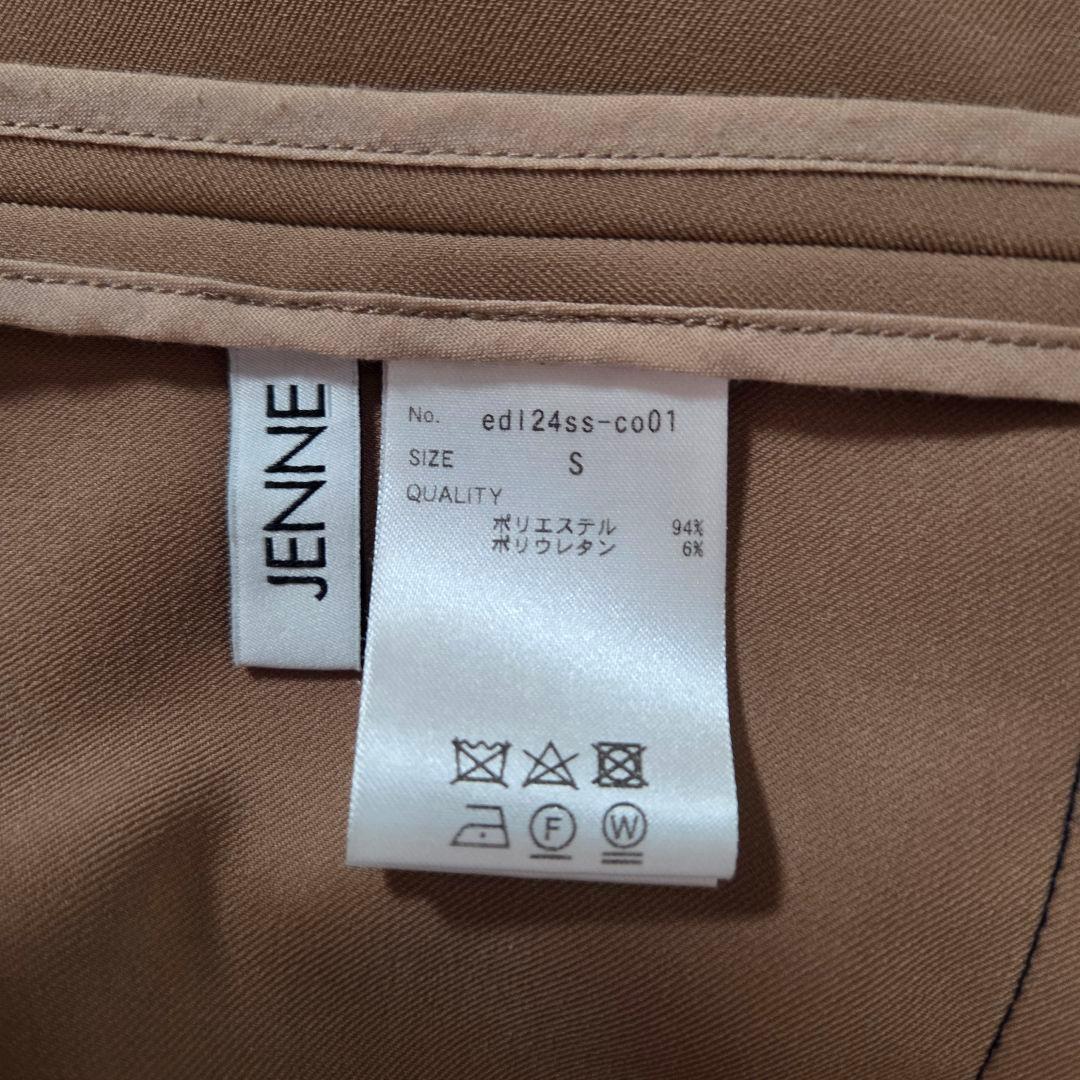 JENNE
No. edl24ss-co01
SIZE S
QUALITY
ポリエステル 94%
ポリウレタン 6%
F W